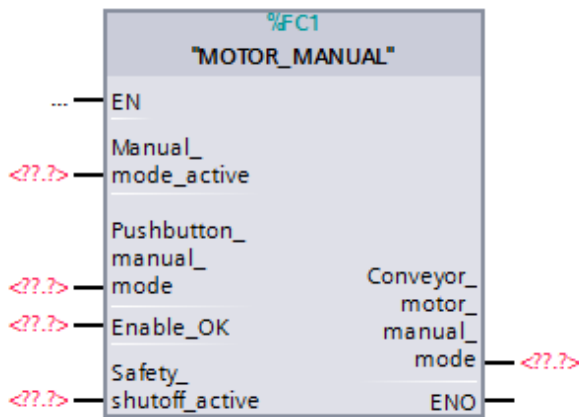 %FC1
"MOTOR_MANUAL"
... EN
Manual_
<??.?> mode_active
Pushbutton_
manual_
<??.?> mode
<??.?> Enable_OK
Safety_
<??.?> shutoff_active
Conveyor_
motor_
manual_
mode <??.?>
ENO